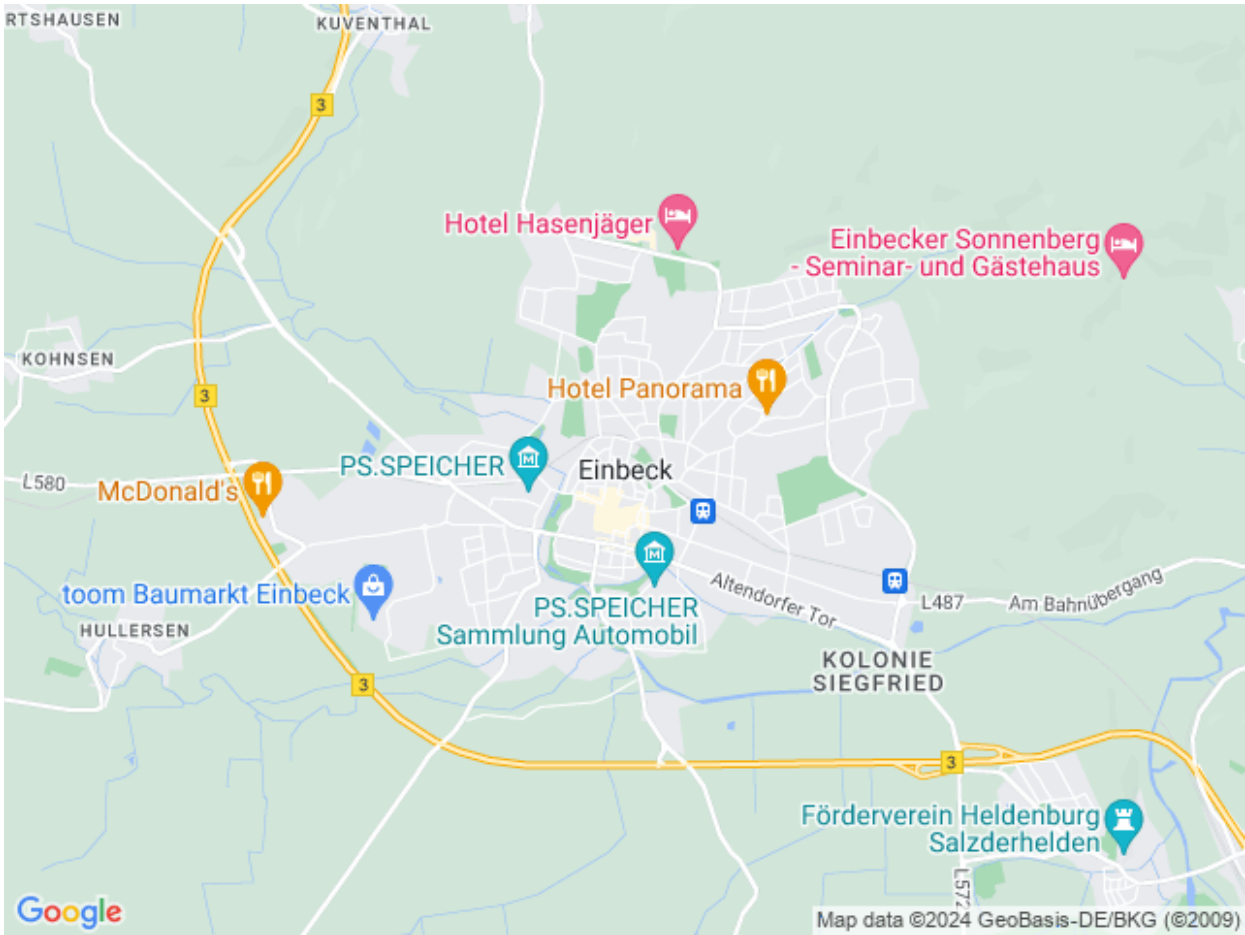 RTSHAUSEN
KUVENTHAL
3
Hotel Hasenjäger
Einbecker Sonnenberg
- Seminar- und Gästehaus
KOHNSEN
Hotel Panorama
3
PS.SPEICHER
Einbeck
L580
McDonald's
toom Baumarkt Einbeck
Altendorfer Tor
L487
Am Bahnübergang
PS.SPEICHER
Sammlung Automobil
HULLERSEN
KOLONIE
SIEGFRIED
3
3
Förderverein Heldenburg
Salzderhelden
L572
Google
Map data ©2024 GeoBasis-DE/BKG (©2009)